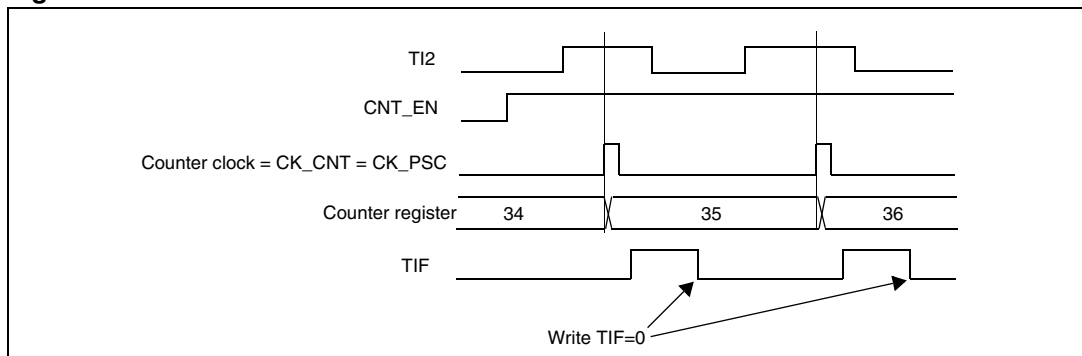 TI2
CNT_EN
Counter clock = CK_CNT = CK_PSC
Counter register 34 35 36
TIF
Write TIF=0